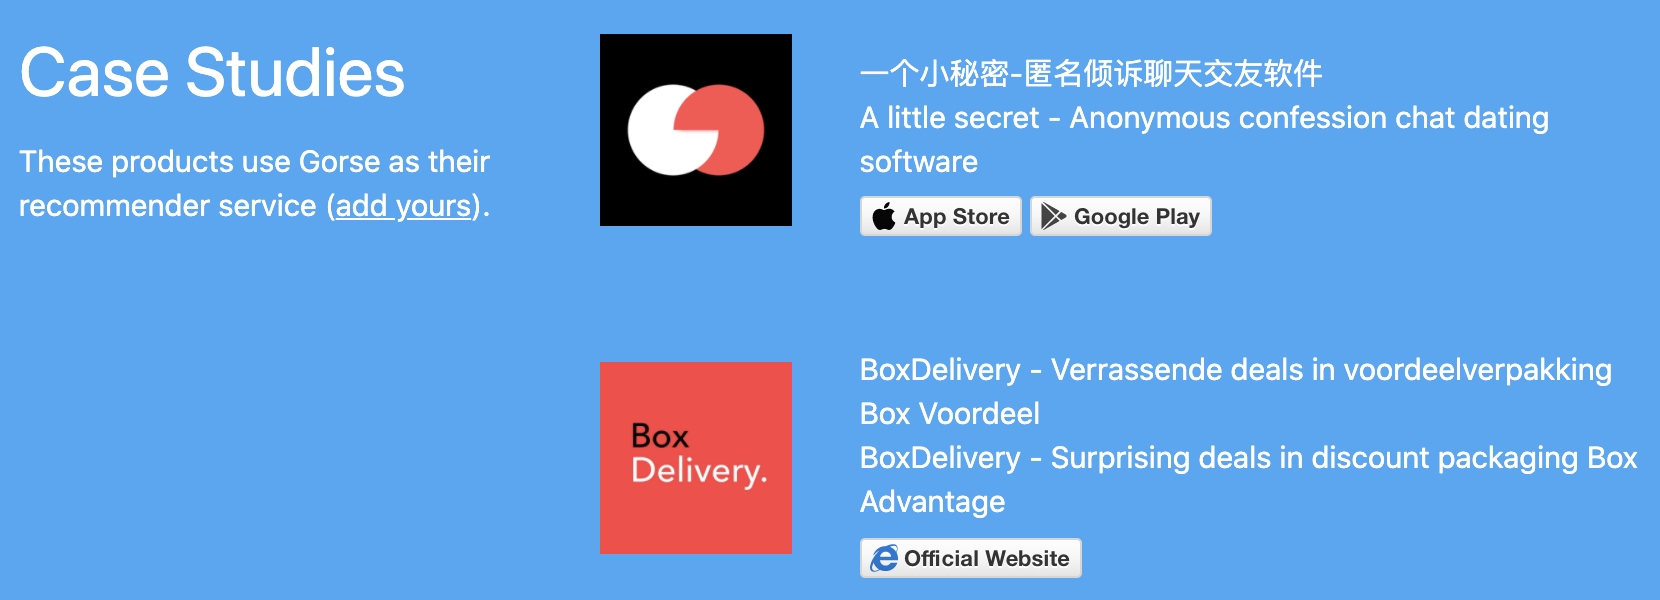 Case Studies
These products use Gorse as their
recommender service (add yours).
一个小秘密-匿名倾诉聊天交友软件
A little secret - Anonymous confession chat dating
software
App Store
Google Play
Box
Delivery.
BoxDelivery - Verrassende deals in voordeelverpakking
Box Voordeel
BoxDelivery - Surprising deals in discount packaging Box
Advantage
Official Website